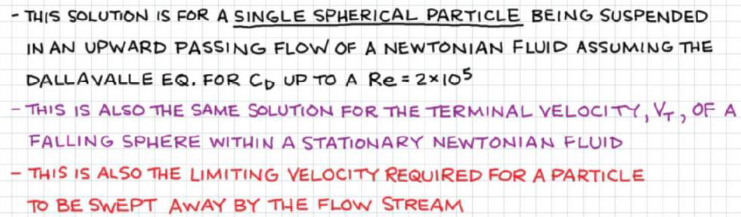 - THIS SOLUTION IS FOR A SINGLE SPHERICAL PARTICLE BEING SUSPENDED
IN AN UPWARD PASSING FLOW OF A NEWTONIAN FLUID ASSUMING THE
DALLAVALLE EQ. FOR C_D UP TO A Re = 2×10⁵
- THIS IS ALSO THE SAME SOLUTION FOR THE TERMINAL VELOCITY, V_T, OF A
FALLING SPHERE WITHIN A STATIONARY NEWTONIAN FLUID
- THIS IS ALSO THE LIMITING VELOCITY REQUIRED FOR A PARTICLE
TO BE SWEPT AWAY BY THE FLOW STREAM